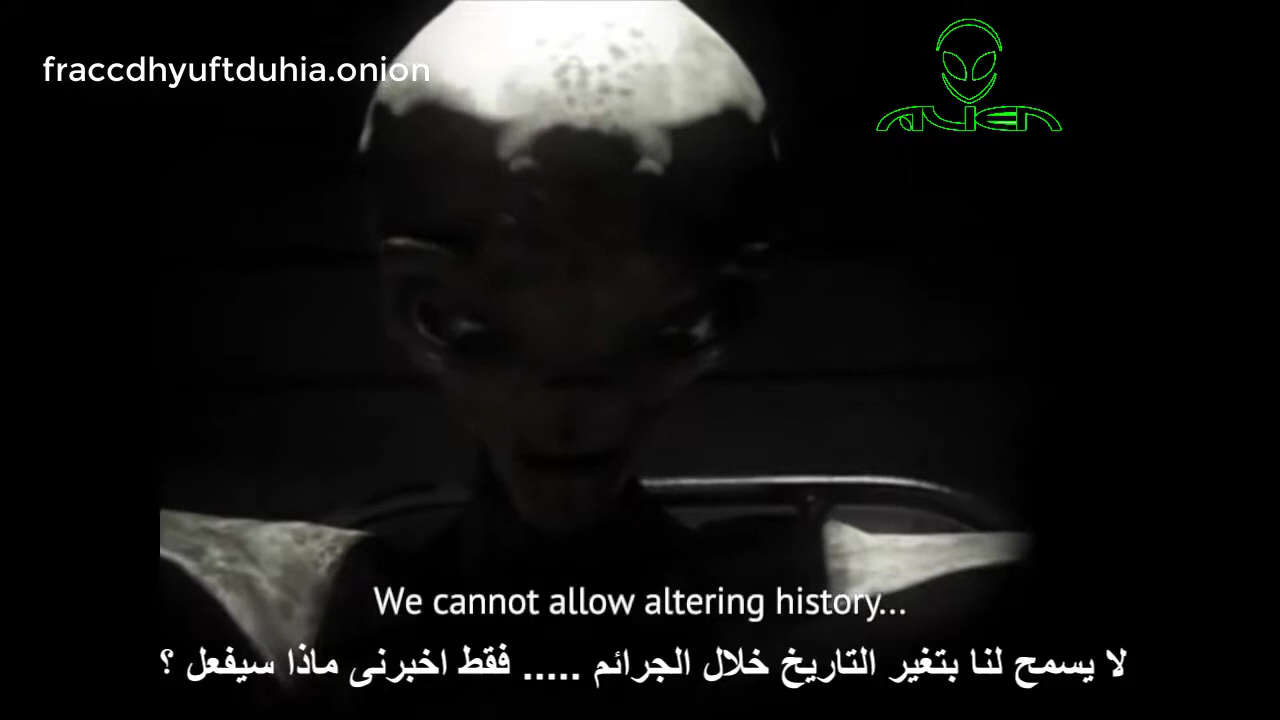 fraccdhyuftduhia.onion
ALIEN
We cannot allow altering history...
لا يسمح لنا بتغير التاريخ خلال الجرائم ..... فقط اخبرنى ماذا سيفعل ؟